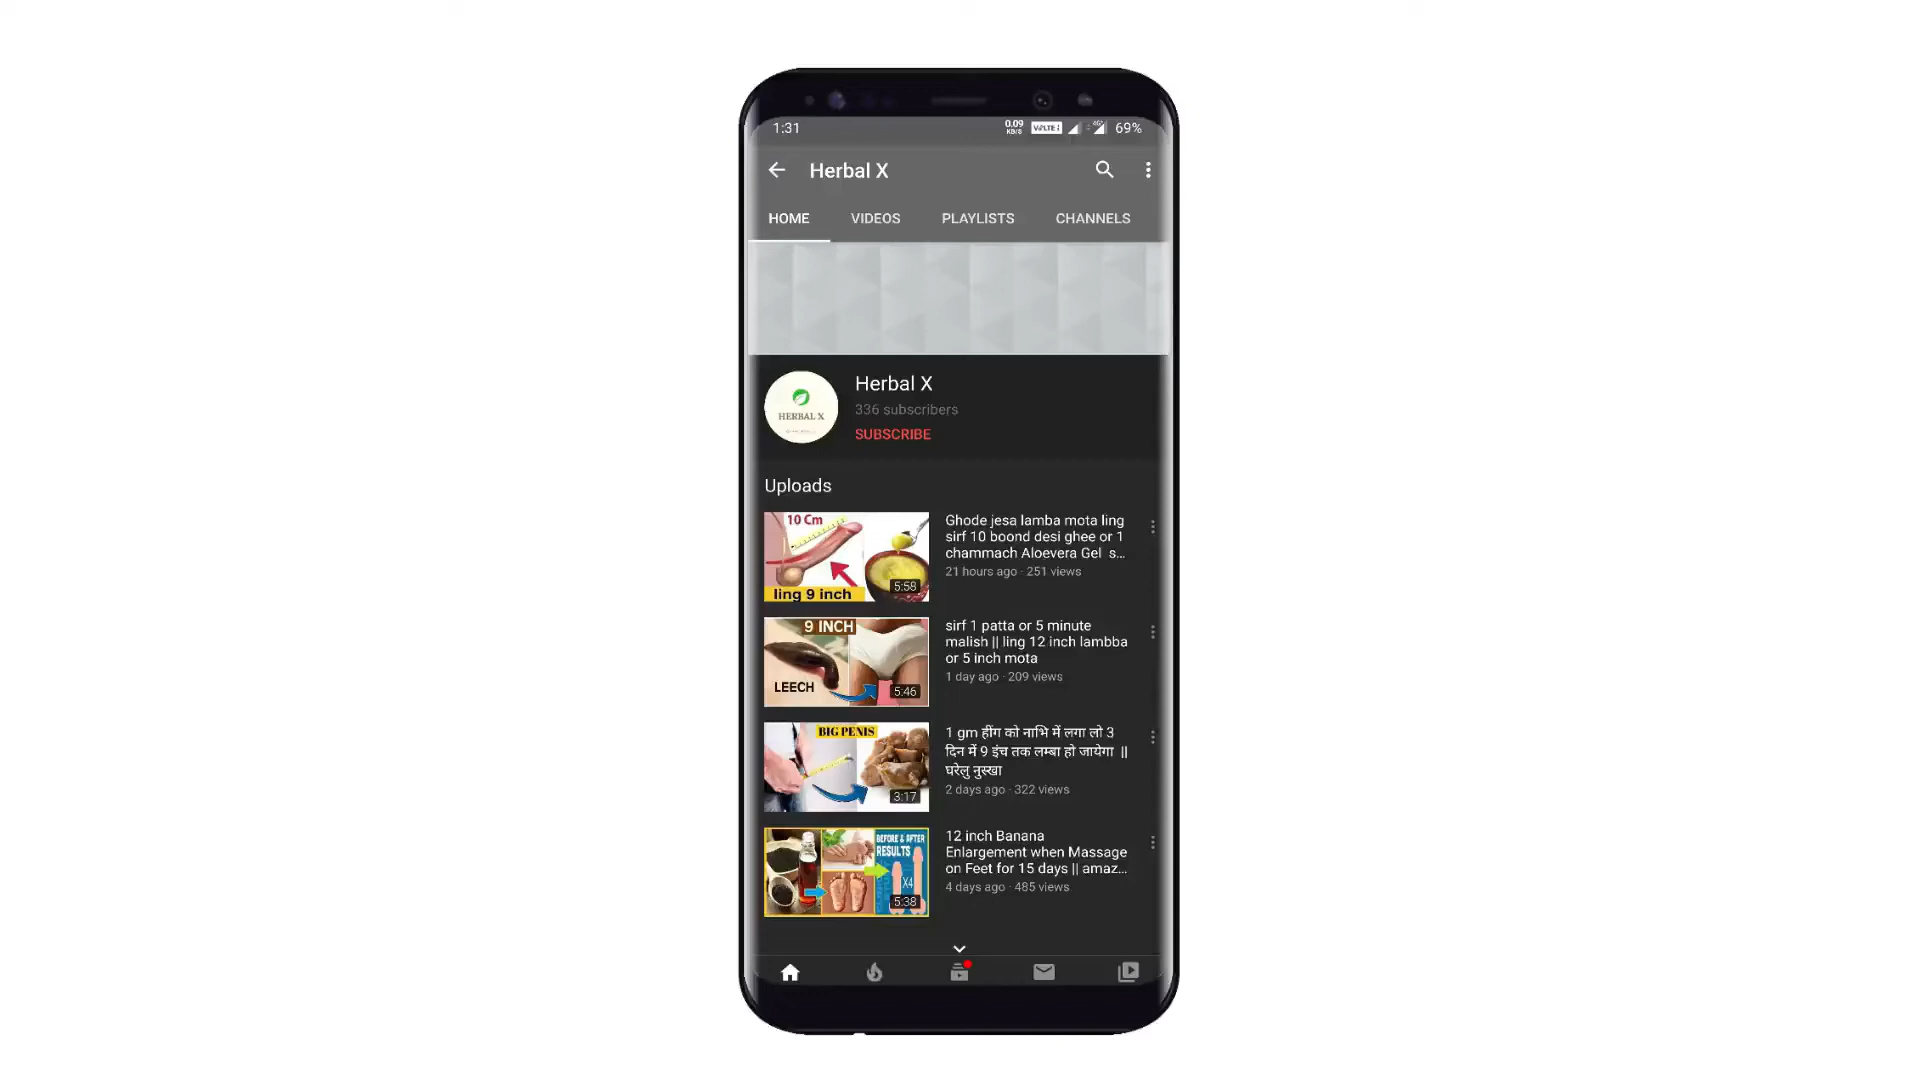 1:31
0.09
KB/S
VoLTE
4G
69%
Herbal X
HOME
VIDEOS
PLAYLISTS
CHANNELS
HERBAL X
Herbal X
336 subscribers
SUBSCRIBE
Uploads
10 Cm
ling 9 inch
5:58
Ghode jesa lamba mota ling
sirf 10 boond desi ghee or 1
chammach Aloevera Gel s...
21 hours ago · 251 views
9 INCH
LEECH
5:46
sirf 1 patta or 5 minute
malish || ling 12 inch lambba
or 5 inch mota
1 day ago · 209 views
BIG PENIS
3:17
1 gm हींग को नाभि में लगा लो 3
दिन में 9 इंच तक लम्बा हो जायेगा ||
घरेलु नुस्खा
2 days ago · 322 views
BEFORE & AFTER
RESULTS
X4
5:38
12 inch Banana
Enlargement when Massage
on Feet for 15 days || amaz...
4 days ago · 485 views